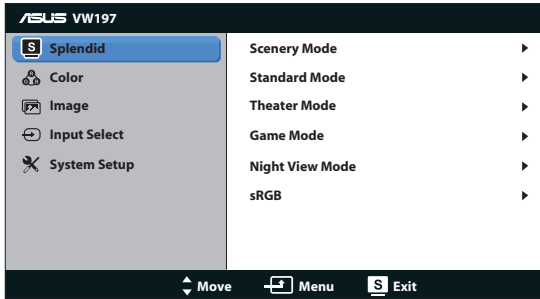 ASUS VW197
S Splendid
Color
Image
Input Select
System Setup
Scenery Mode
Standard Mode
Theater Mode
Game Mode
Night View Mode
sRGB
Move Menu S Exit